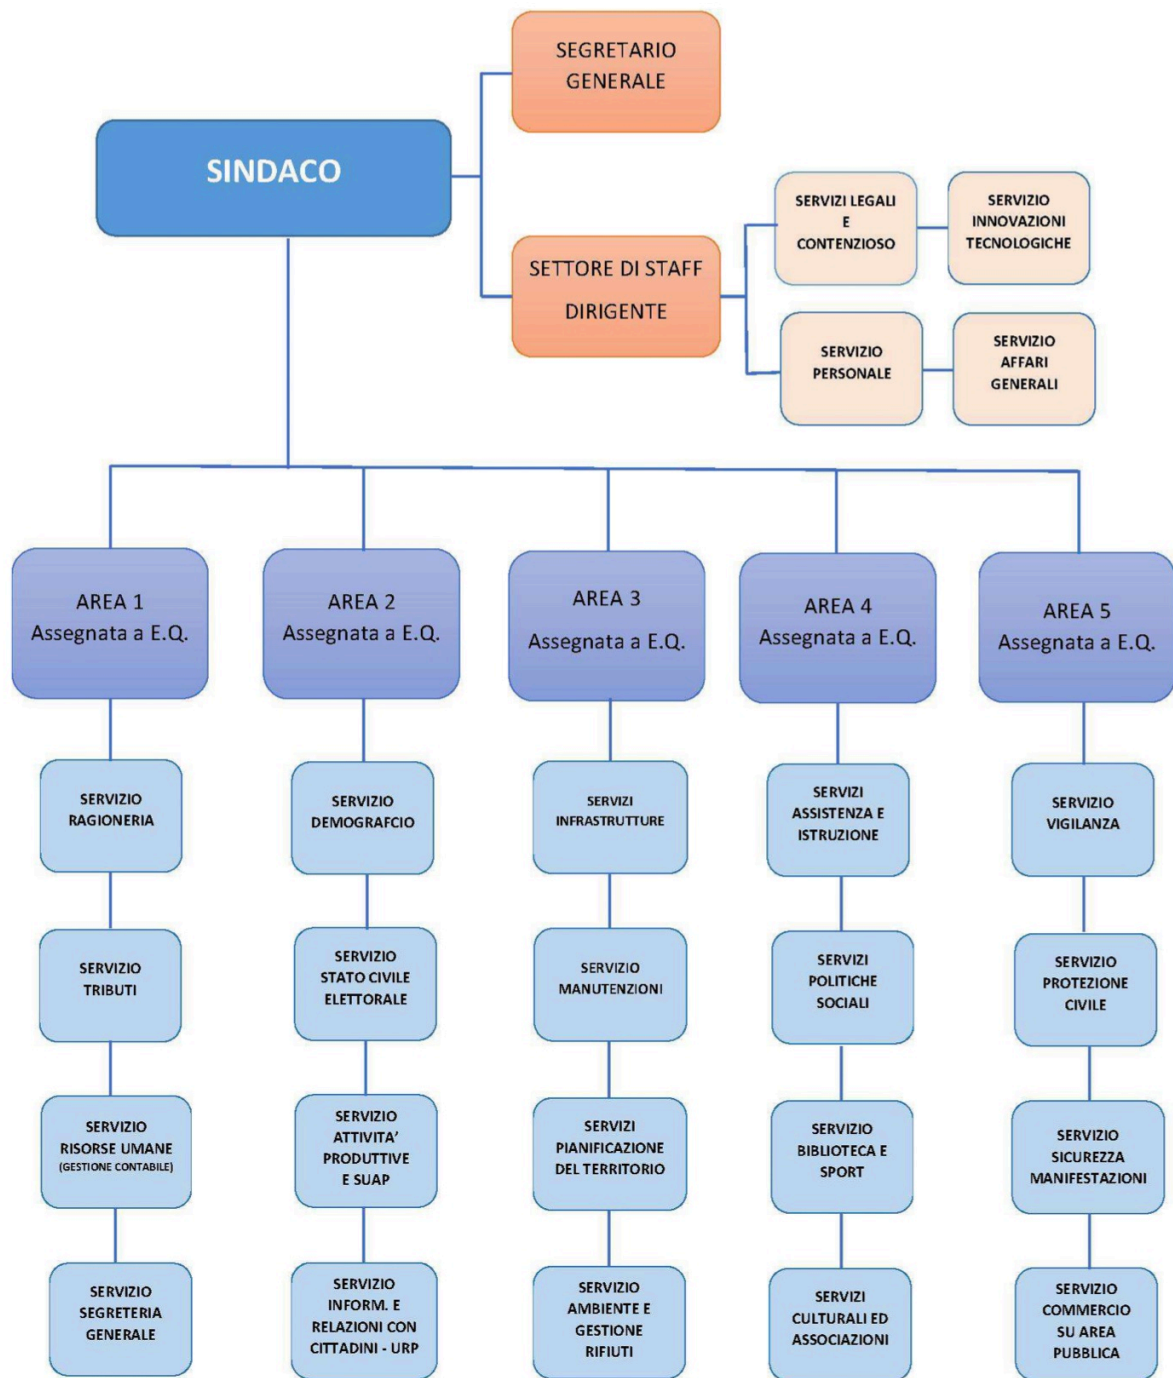 SEGRETARIO
GENERALE
SINDACO
SETTORE DI STAFF
DIRIGENTE
SERVIZI LEGALI
E
CONTENZIOSO
SERVIZIO
INNOVAZIONI
TECNOLOGICHE
SERVIZIO
PERSONALE
SERVIZIO
AFFARI
GENERALI
AREA 1
Assegnata a E.Q.
AREA 2
Assegnata a E.Q.
AREA 3
Assegnata a E.Q.
AREA 4
Assegnata a E.Q.
AREA 5
Assegnata a E.Q.
SERVIZIO
RAGIONERIA
SERVIZIO
DEMOGRAFCIO
SERVIZI
INFRASTRUTTURE
SERVIZI
ASSISTENZA E
ISTRUZIONE
SERVIZIO
VIGILANZA
SERVIZIO
TRIBUTI
SERVIZIO
STATO CIVILE
ELETTORALE
SERVIZIO
MANUTENZIONI
SERVIZI
POLITICHE
SOCIALI
SERVIZIO
PROTEZIONE
CIVILE
SERVIZIO
RISORSE UMANE
(GESTIONE CONTABILE)
SERVIZIO
ATTIVITA’
PRODUTTIVE
E SUAP
SERVIZI
PIANIFICAZIONE
DEL TERRITORIO
SERVIZIO
BIBLIOTECA E
SPORT
SERVIZIO
SICUREZZA
MANIFESTAZIONI
SERVIZIO
SEGRETERIA
GENERALE
SERVIZIO
INFORM. E
RELAZIONI CON
CITTADINI - URP
SERVIZIO
AMBIENTE E
GESTIONE
RIFIUTI
SERVIZI
CULTURALI ED
ASSOCIAZIONI
SERVIZIO
COMMERCIO
SU AREA
PUBBLICA